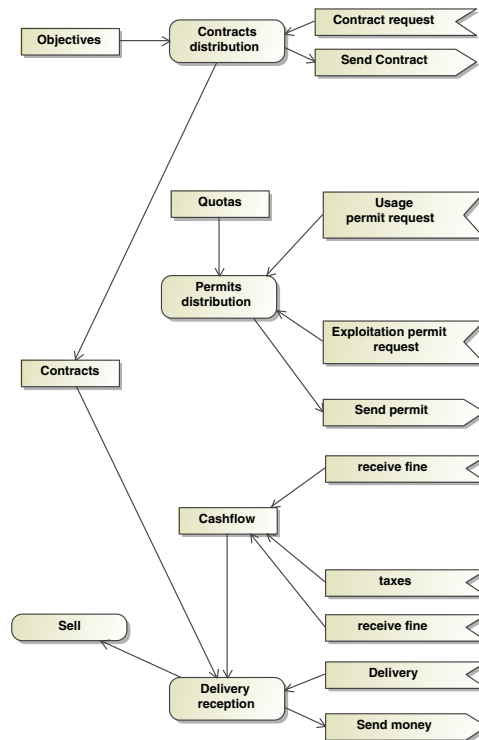 Contract request
Objectives
Contracts
distribution
Send Contract
Quotas
Usage
permit request
Permits
distribution
Exploitation permit
request
Contracts
Send permit
receive fine
Cashflow
taxes
receive fine
Sell
Delivery
Delivery
reception
Send money